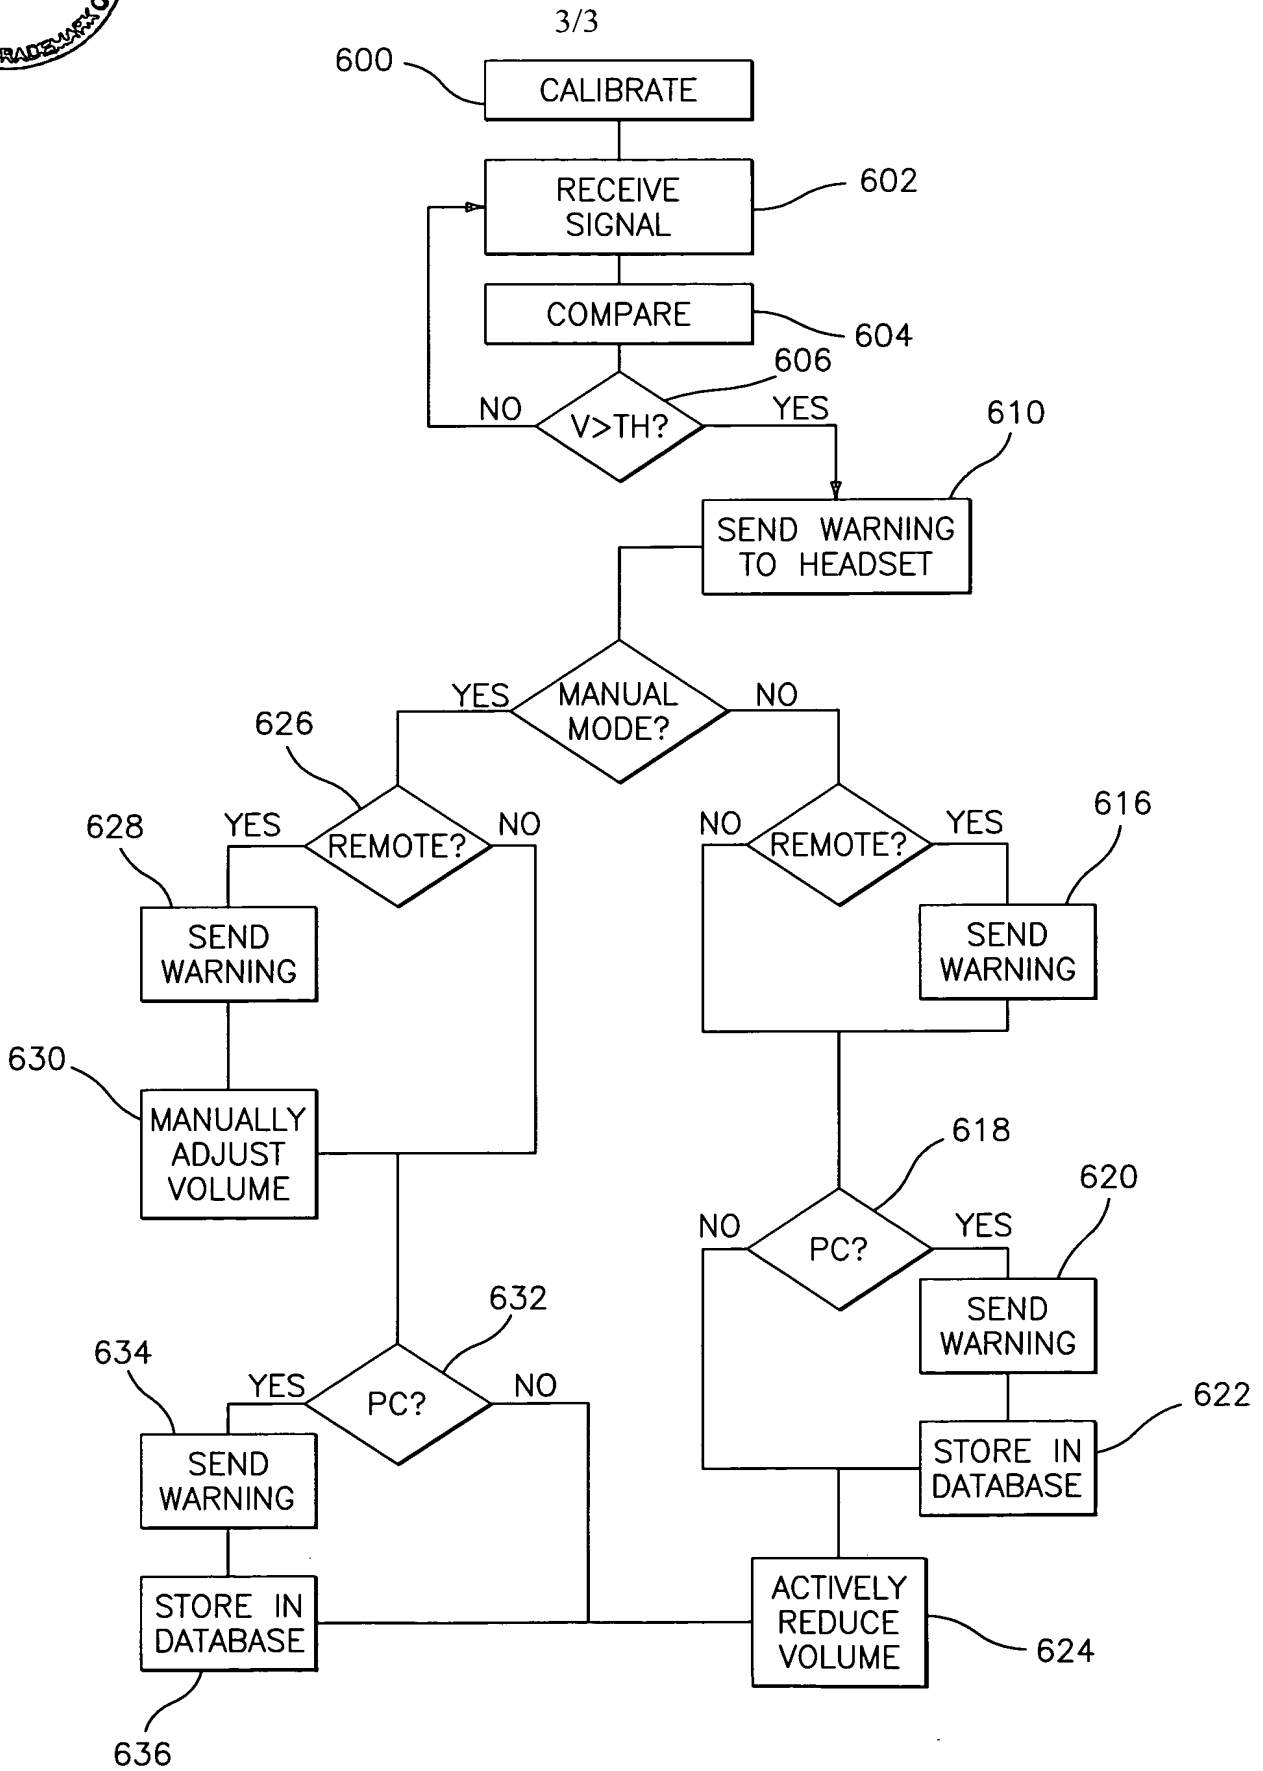 3/3
600
CALIBRATE
RECEIVE
SIGNAL
602
COMPARE
604
606
NO
V>TH?
YES
610
SEND WARNING
TO HEADSET
YES
MANUAL
MODE?
NO
626
628
YES
REMOTE?
NO
NO
REMOTE?
YES
616
SEND
WARNING
SEND
WARNING
630
MANUALLY
ADJUST
VOLUME
618
620
NO
PC?
YES
SEND
WARNING
632
634
YES
PC?
NO
622
STORE IN
DATABASE
SEND
WARNING
STORE IN
DATABASE
636
ACTIVELY
REDUCE
VOLUME
624